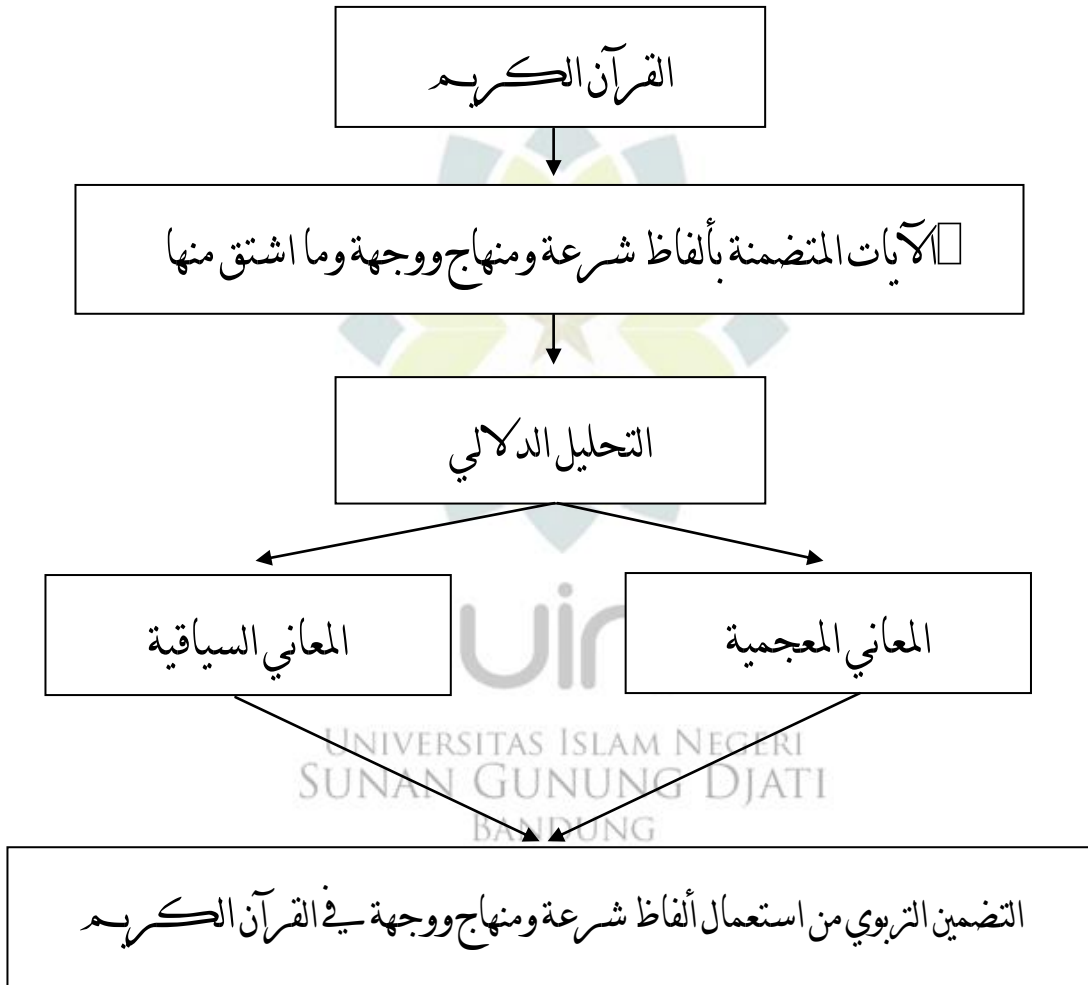 القرآن الكريم
الآيات المتضمنة بألفاظ شرعة ومنهاج ووجهة وما اشتق منها
التحليل الدلالي
المعاني المعجمية
المعاني السياقية
uin
UNIVERSITAS ISLAM NEGERI
SUNAN GUNUNG DJATI
BANDUNG
التضمين التربوي من استعمال ألفاظ شرعة ومنهاج ووجهة في القرآن الكريم